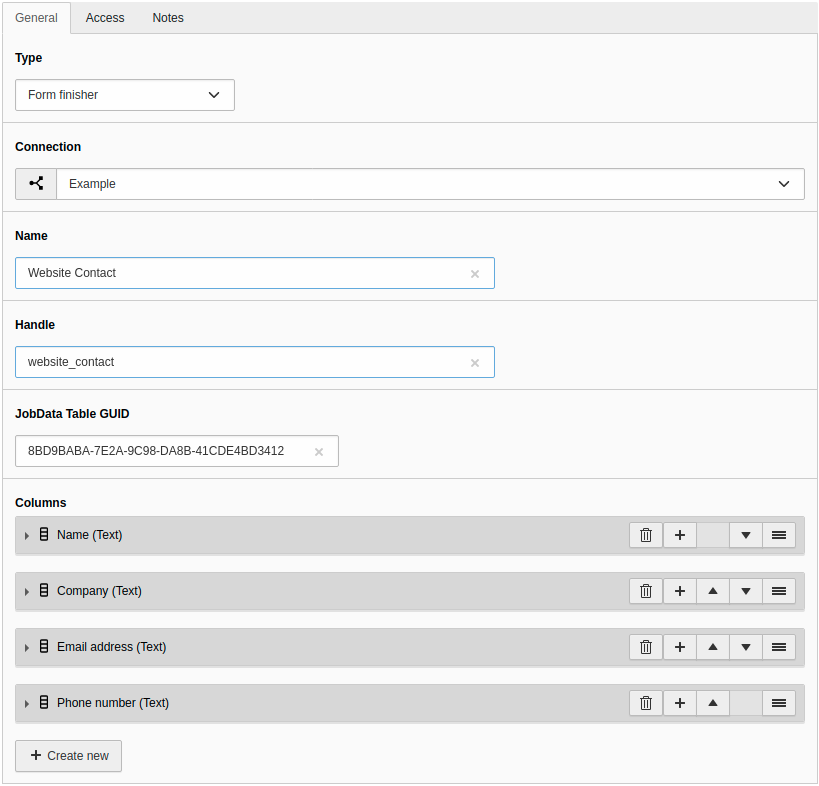 General Access Notes
Type
Form finisher
Connection
Example
Name
Website Contact
Handle
website_contact
JobData Table GUID
8BD9BABA-7E2A-9C98-DA8B-41CDE4BD3412
Columns
Name (Text)
Company (Text)
Email address (Text)
Phone number (Text)
Create new